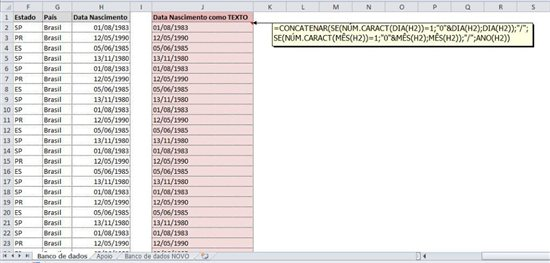 F G H I J K L M N O P Q R S
1 Estado País Data Nascimento Data Nascimento como TEXTO
2 SP Brasil 01/08/1983 01/08/1983
=CONCATENAR(SE(NÚM.CARACT(DIA(H2))=1;"0"&DIA(H2);DIA(H2));"/";
SE(NÚM.CARACT(MÊS(H2))=1;"0"&MÊS(H2);MÊS(H2));"/";ANO(H2))
3 PR Brasil 12/05/1990 12/05/1990
4 ES Brasil 05/06/1985 05/06/1985
5 SP Brasil 13/11/1980 13/11/1980
6 SP Brasil 01/08/1983 01/08/1983
7 PR Brasil 12/05/1990 12/05/1990
8 ES Brasil 05/06/1985 05/06/1985
9 SP Brasil 13/11/1980 13/11/1980
10 SP Brasil 01/08/1983 01/08/1983
11 PR Brasil 12/05/1990 12/05/1990
12 ES Brasil 05/06/1985 05/06/1985
13 SP Brasil 13/11/1980 13/11/1980
14 SP Brasil 01/08/1983 01/08/1983
15 PR Brasil 12/05/1990 12/05/1990
16 ES Brasil 05/06/1985 05/06/1985
17 SP Brasil 13/11/1980 13/11/1980
18 SP Brasil 01/08/1983 01/08/1983
19 PR Brasil 12/05/1990 12/05/1990
20 ES Brasil 05/06/1985 05/06/1985
21 SP Brasil 13/11/1980 13/11/1980
22 SP Brasil 01/08/1983 01/08/1983
23 PR Brasil 12/05/1990 12/05/1990
Banco de dados Apoio Banco de dados NOVO